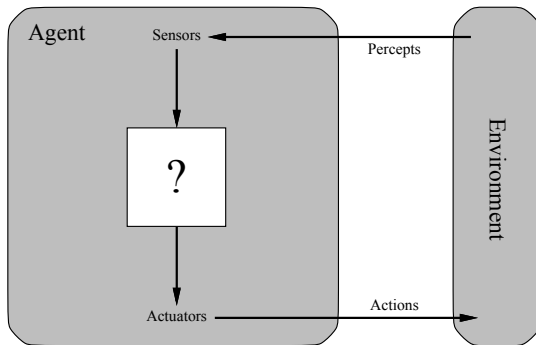 Agent
Sensors
Percepts
?
Environment
Actuators
Actions